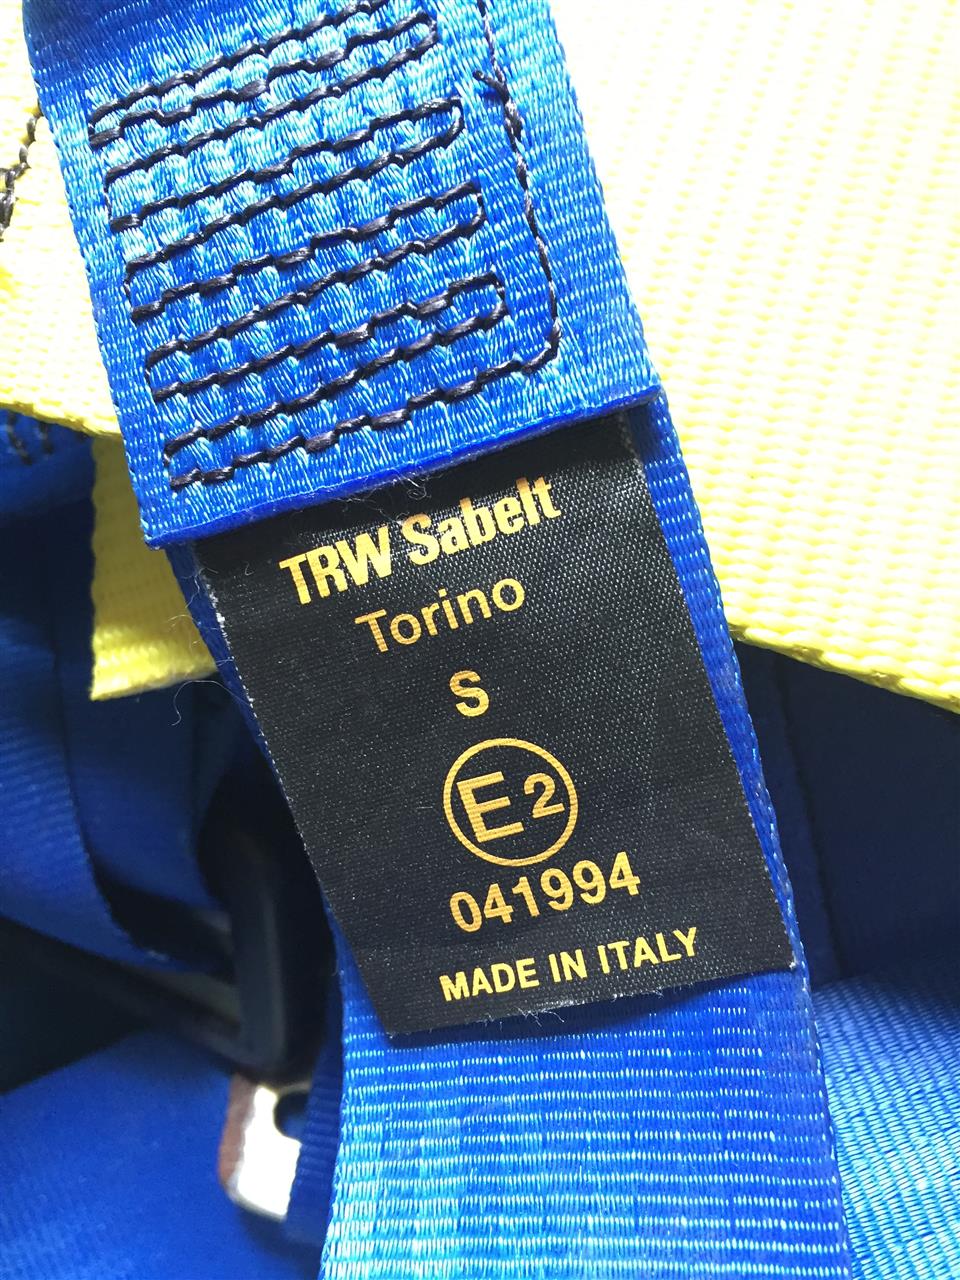 TRW Sabelt
Torino
S
E2
041994
MADE IN ITALY